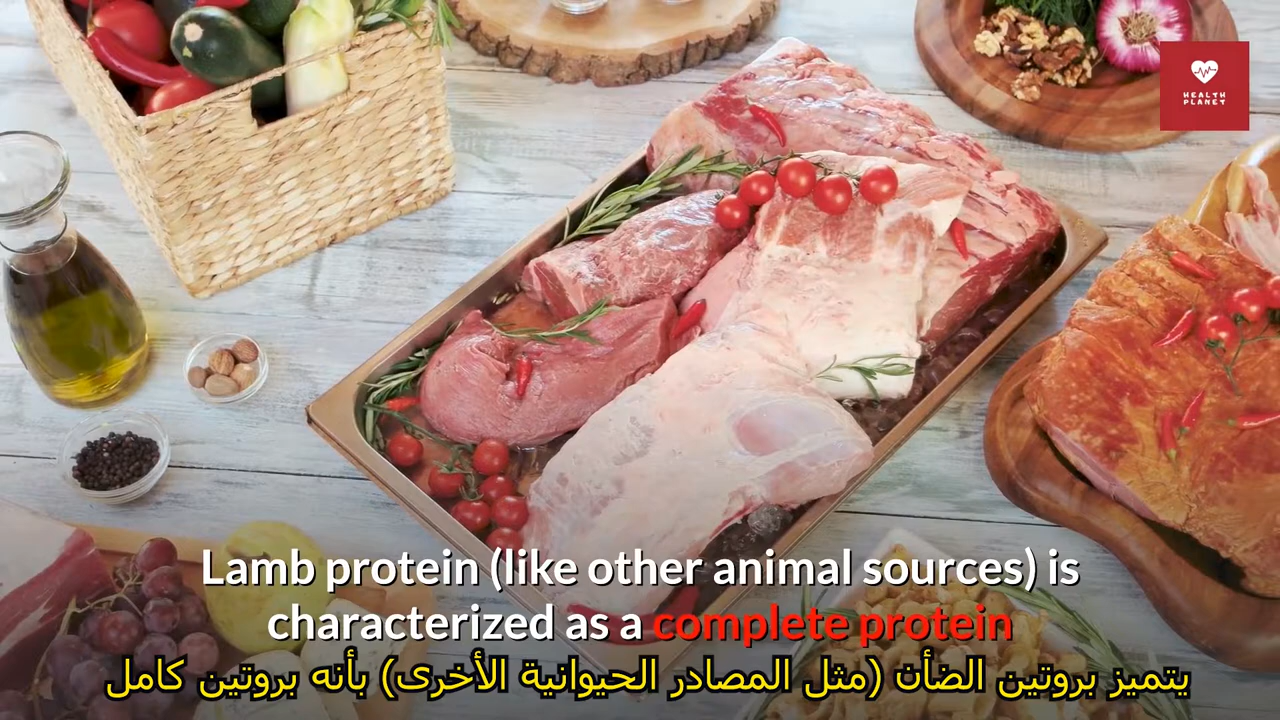 HEALTH
PLANET
Lamb protein (like other animal sources) is
characterized as a complete protein
يتميز بروتين الضأن (مثل المصادر الحيوانية الأخرى) بأنه بروتين كامل